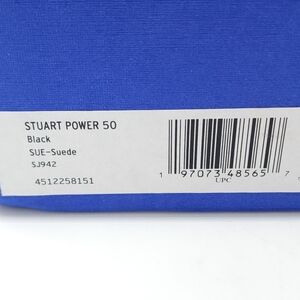 STUART POWER 50
Black
SUE-Suede
SJ942
4512258151
1 97073 48565 7
UPC